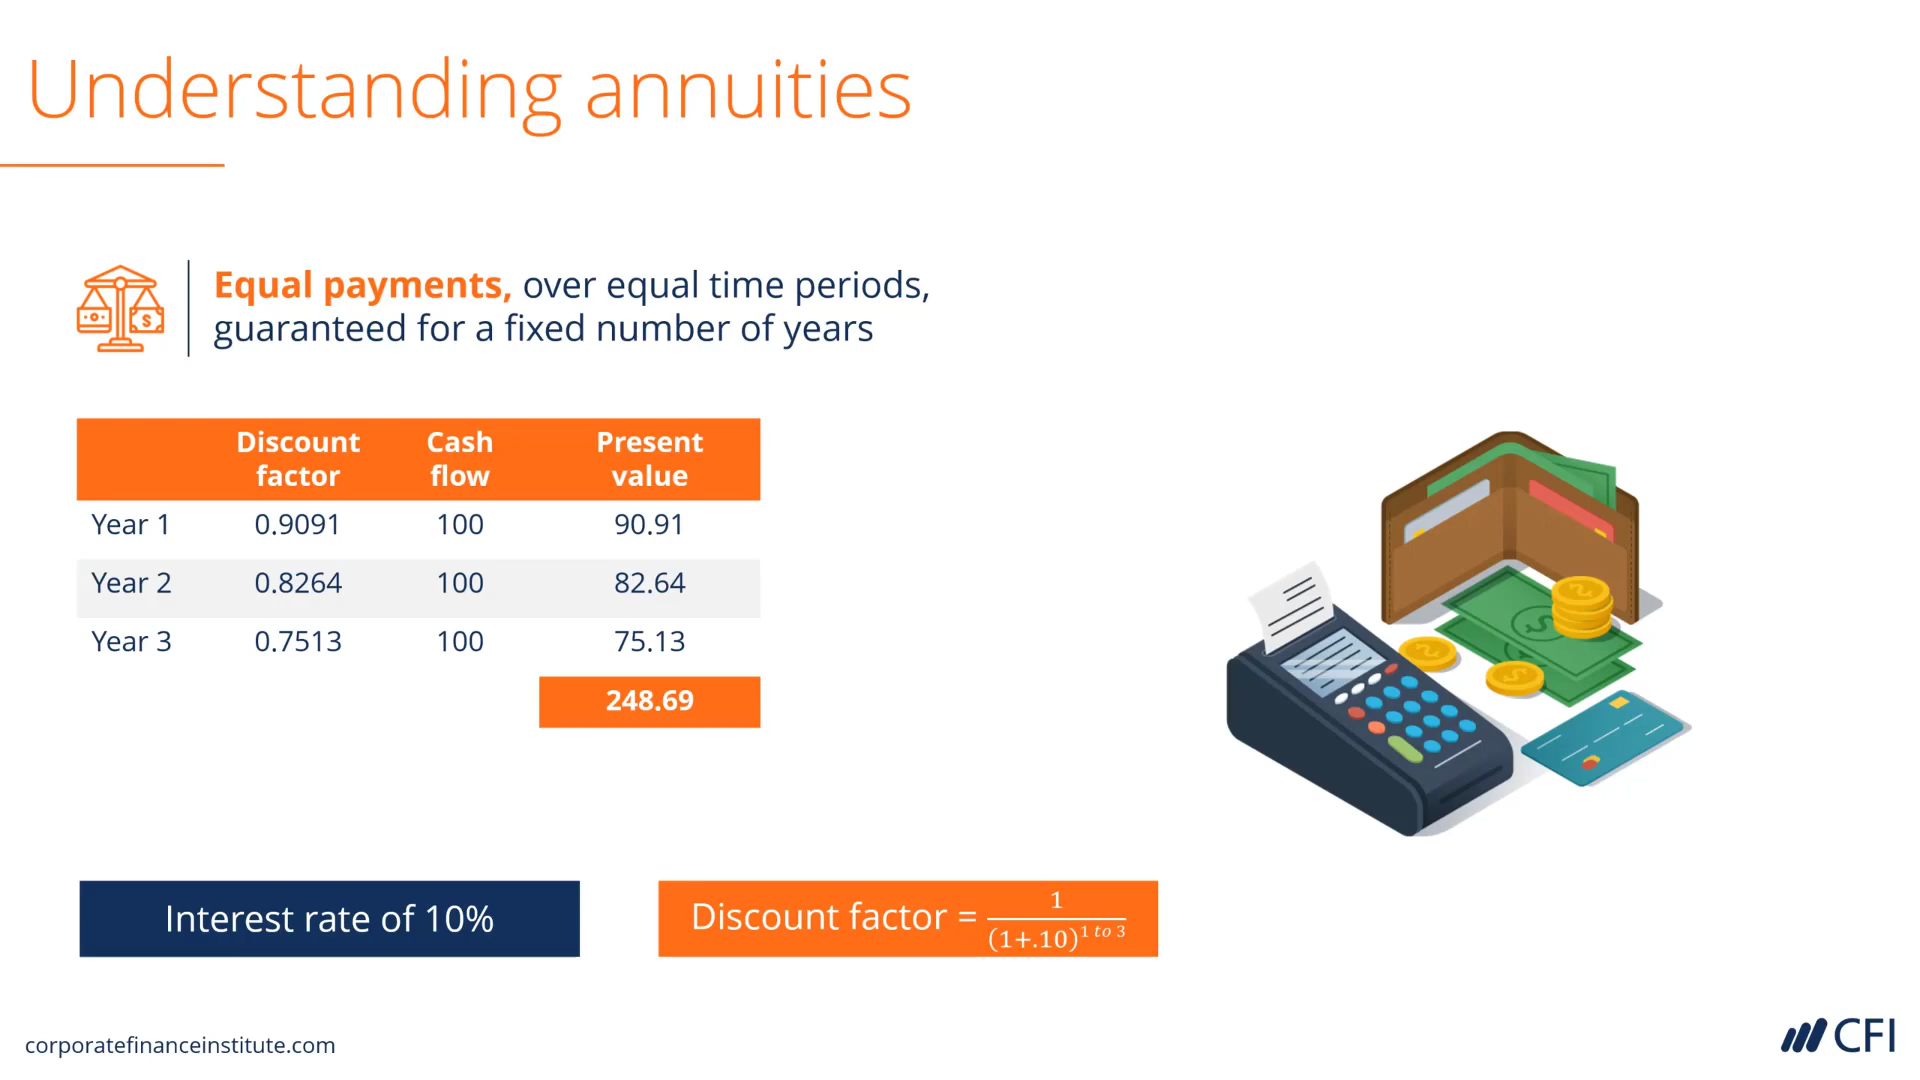 Understanding annuities
Equal payments, over equal time periods,
guaranteed for a fixed number of years
Discount factor Cash flow Present value
Year 1 0.9091 100 90.91
Year 2 0.8264 100 82.64
Year 3 0.7513 100 75.13
248.69
Interest rate of 10%
Discount factor = 1/(1+.10)^1 to 3
corporatefinanceinstitute.com
CFI